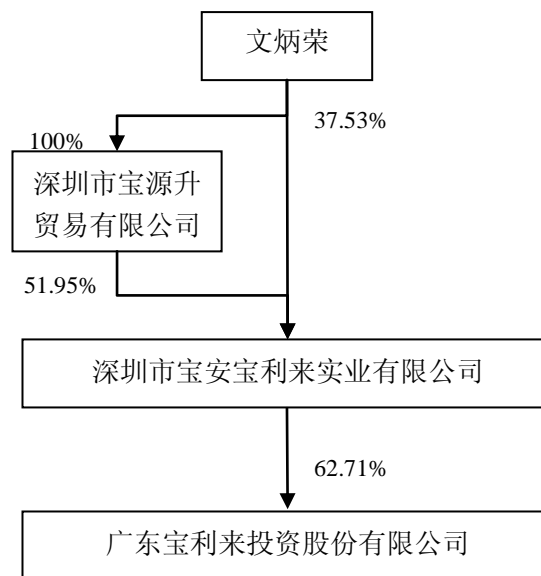 文炳荣
37.53%
100%
深圳市宝源升
贸易有限公司
51.95%
深圳市宝安宝利来实业有限公司
62.71%
广东宝利来投资股份有限公司